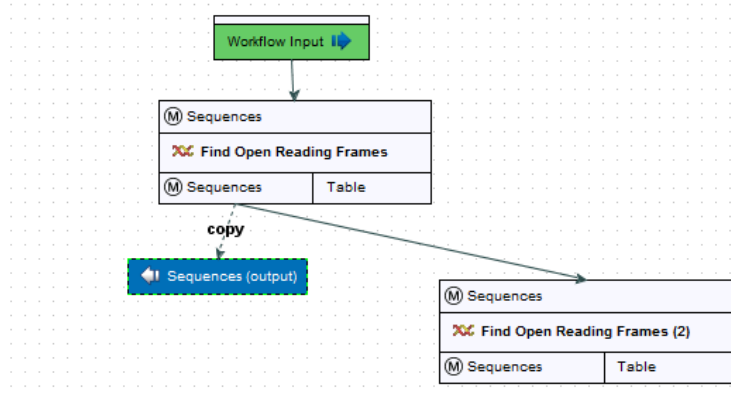 Workflow Input
M Sequences
Find Open Reading Frames
M Sequences Table
copy
Sequences (output)
M Sequences
Find Open Reading Frames (2)
M Sequences Table